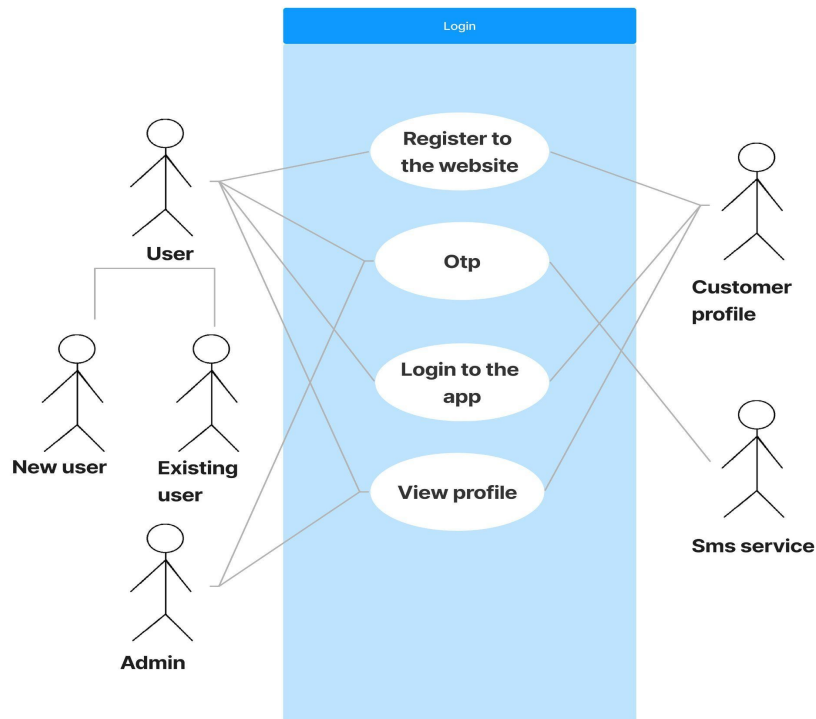 Login
Register to
the website
User
Otp
Customer
profile
Login to the
app
New user
Existing
user
View profile
Sms service
Admin